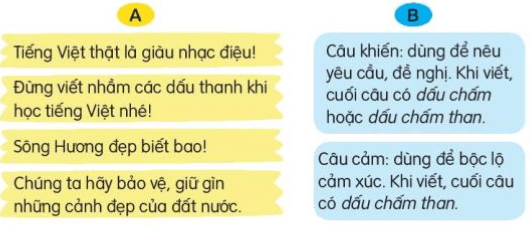 A
Tiếng Việt thật là giàu nhạc điệu!
Đừng viết nhầm các dấu thanh khi
học tiếng Việt nhé!
Sông Hương đẹp biết bao!
Chúng ta hãy bảo vệ, giữ gìn
những cảnh đẹp của đất nước.
B
Câu khiến: dùng để nêu
yêu cầu, đề nghị. Khi viết,
cuối câu có dấu chấm
hoặc dấu chấm than.
Câu cảm: dùng để bộc lộ
cảm xúc. Khi viết, cuối câu
có dấu chấm than.